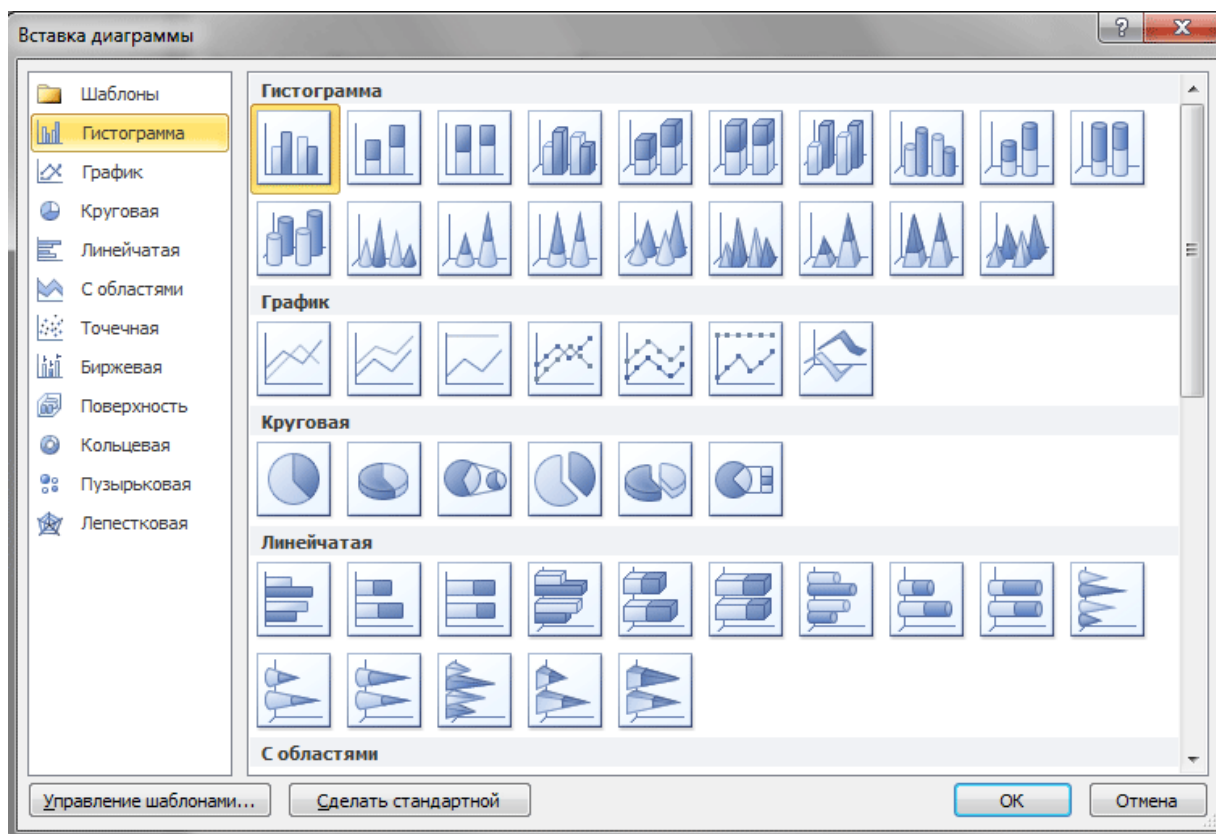 Вставка диаграммы
Шаблоны
Гистограмма
График
Круговая
Линейчатая
С областями
Точечная
Биржевая
Поверхность
Кольцевая
Пузырьковая
Лепестковая
Гистограмма
График
Круговая
Линейчатая
С областями
Управление шаблонами...
Сделать стандартной
ОК
Отмена